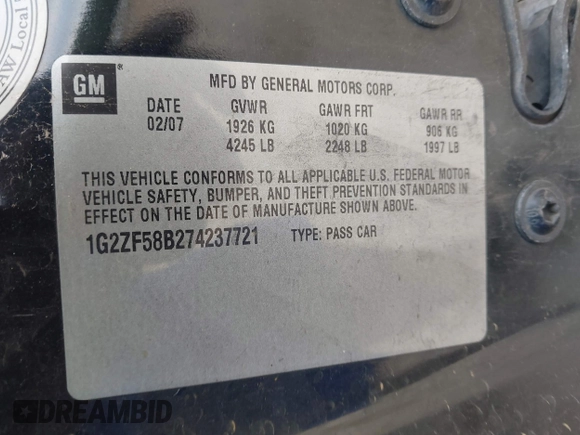 AW Local
GM
MFD BY GENERAL MOTORS CORP.
DATE GVWR GAWR FRT GAWR RR
02/07 1926 KG 1020 KG 906 KG
4245 LB 2248 LB 1997 LB
THIS VEHICLE CONFORMS TO ALL APPLICABLE U.S. FEDERAL MOTOR
VEHICLE SAFETY, BUMPER, AND THEFT PREVENTION STANDARDS IN
EFFECT ON THE DATE OF MANUFACTURE SHOWN ABOVE.
1G2ZF58B274237721 TYPE: PASS CAR
DREAMBID